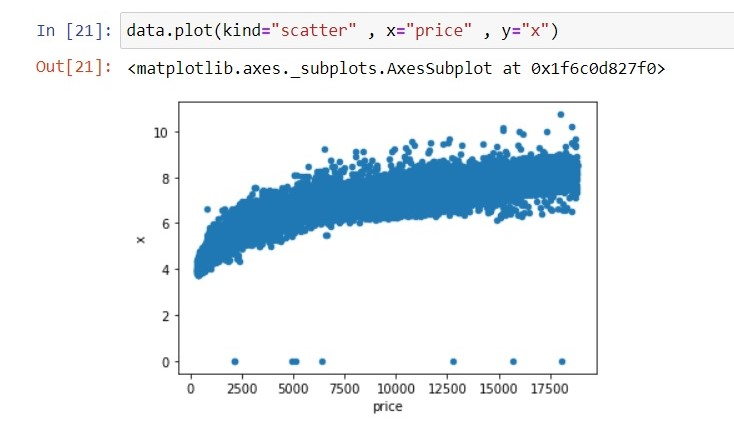 In [21]: data.plot(kind="scatter" , x="price" , y="x")
Out[21]: <matplotlib.axes._subplots.AxesSubplot at 0x1f6c0d827f0>
10
8
6
4
2
0
x
0 2500 5000 7500 10000 12500 15000 17500
price